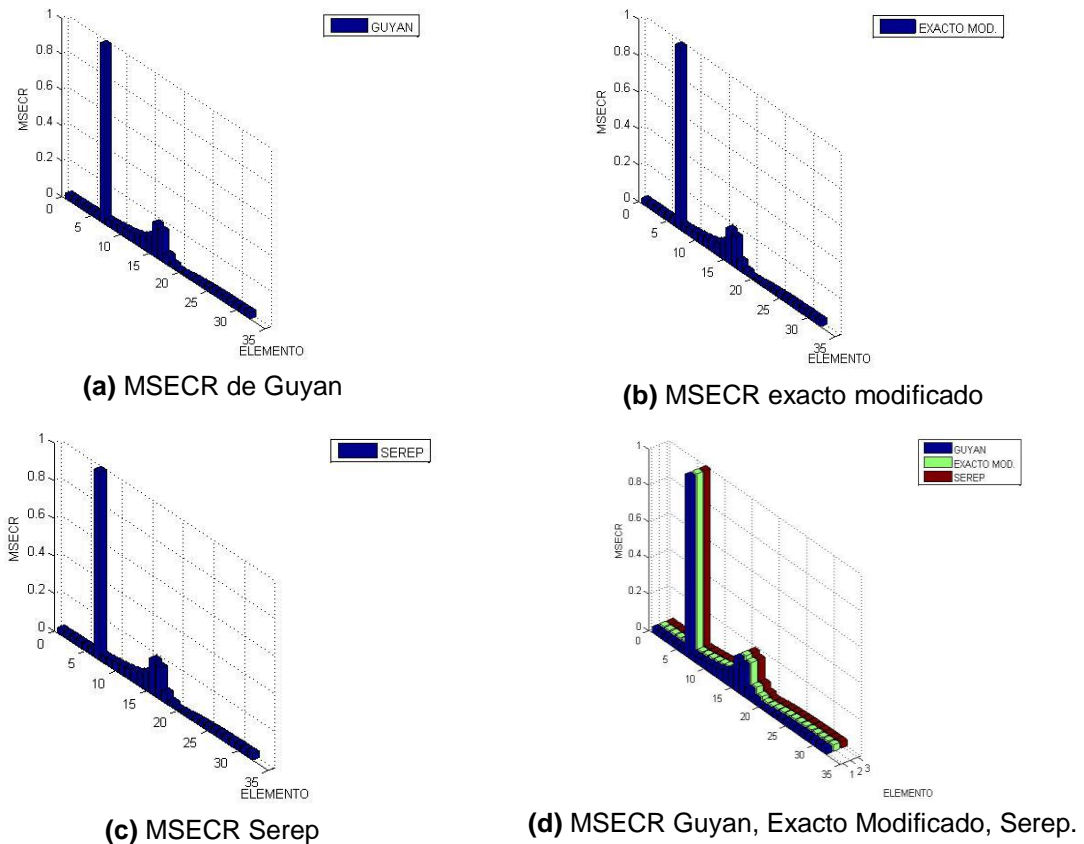 GUYAN
1
0.8
0.6
0.4
0.2
0
MSECR
0
5
10
15
20
25
30
35
ELEMENTO
(a) MSECR de Guyan
EXACTO MOD.
1
0.8
0.6
0.4
0.2
0
MSECR
0
5
10
15
20
25
30
35
ELEMENTO
(b) MSECR exacto modificado
SEREP
1
0.8
0.6
0.4
0.2
0
MSECR
0
5
10
15
20
25
30
35
ELEMENTO
(c) MSECR Serep
GUYAN
EXACTO MOD.
SEREP
1
0.8
0.6
0.4
0.2
0
MSECR
0
5
10
15
20
25
30
35
1 2 3
ELEMENTO
(d) MSECR Guyan, Exacto Modificado, Serep.